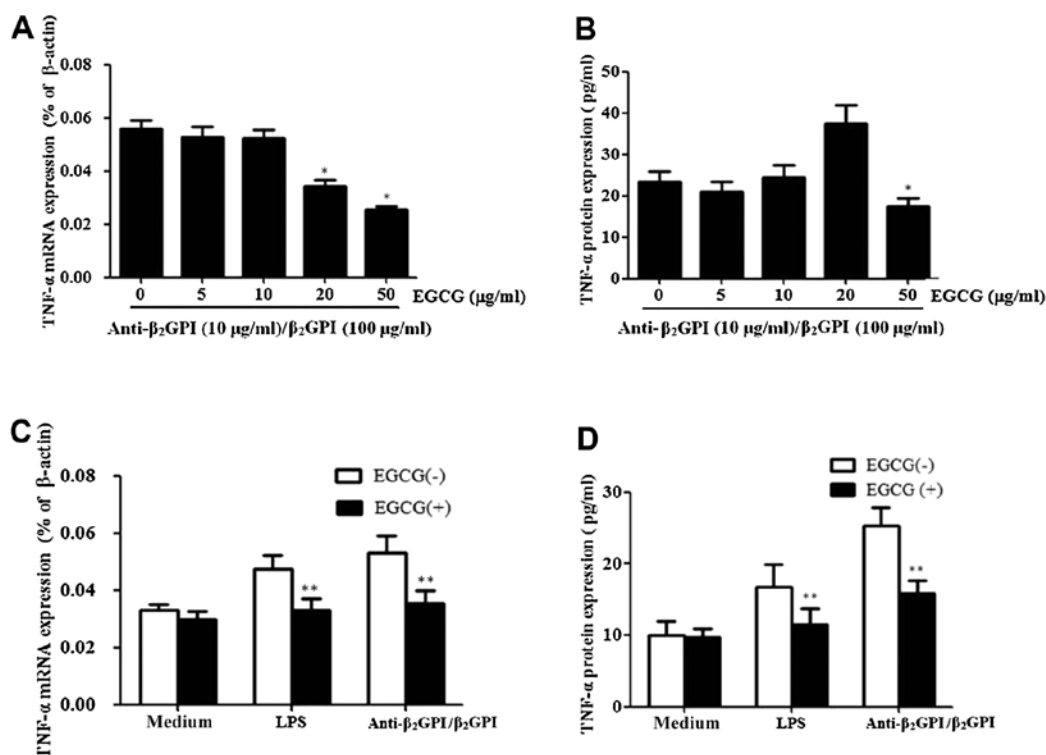 A
TNF-α mRNA expression (% of β-actin)
0.08
0.06
0.04
0.02
0.00
*
*
0 5 10 20 50 EGCG (μg/ml)
Anti-β₂GPI (10 μg/ml)/β₂GPI (100 μg/ml)
B
TNF-α protein expression ( pg/ml)
50
40
30
20
10
0
*
0 5 10 20 50 EGCG (μg/ml)
Anti-β₂GPI (10 μg/ml)/β₂GPI (100 μg/ml)
C
TNF-α mRNA expression (% of β-actin)
0.08
0.06
0.04
0.02
0.00
EGCG(-)
EGCG(+)
**
**
Medium LPS Anti-β₂GPI/β₂GPI
D
TNF-α protein expression ( pg/ml)
30
20
10
0
EGCG(-)
EGCG (+)
**
**
Medium LPS Anti-β₂GPI/β₂GPI